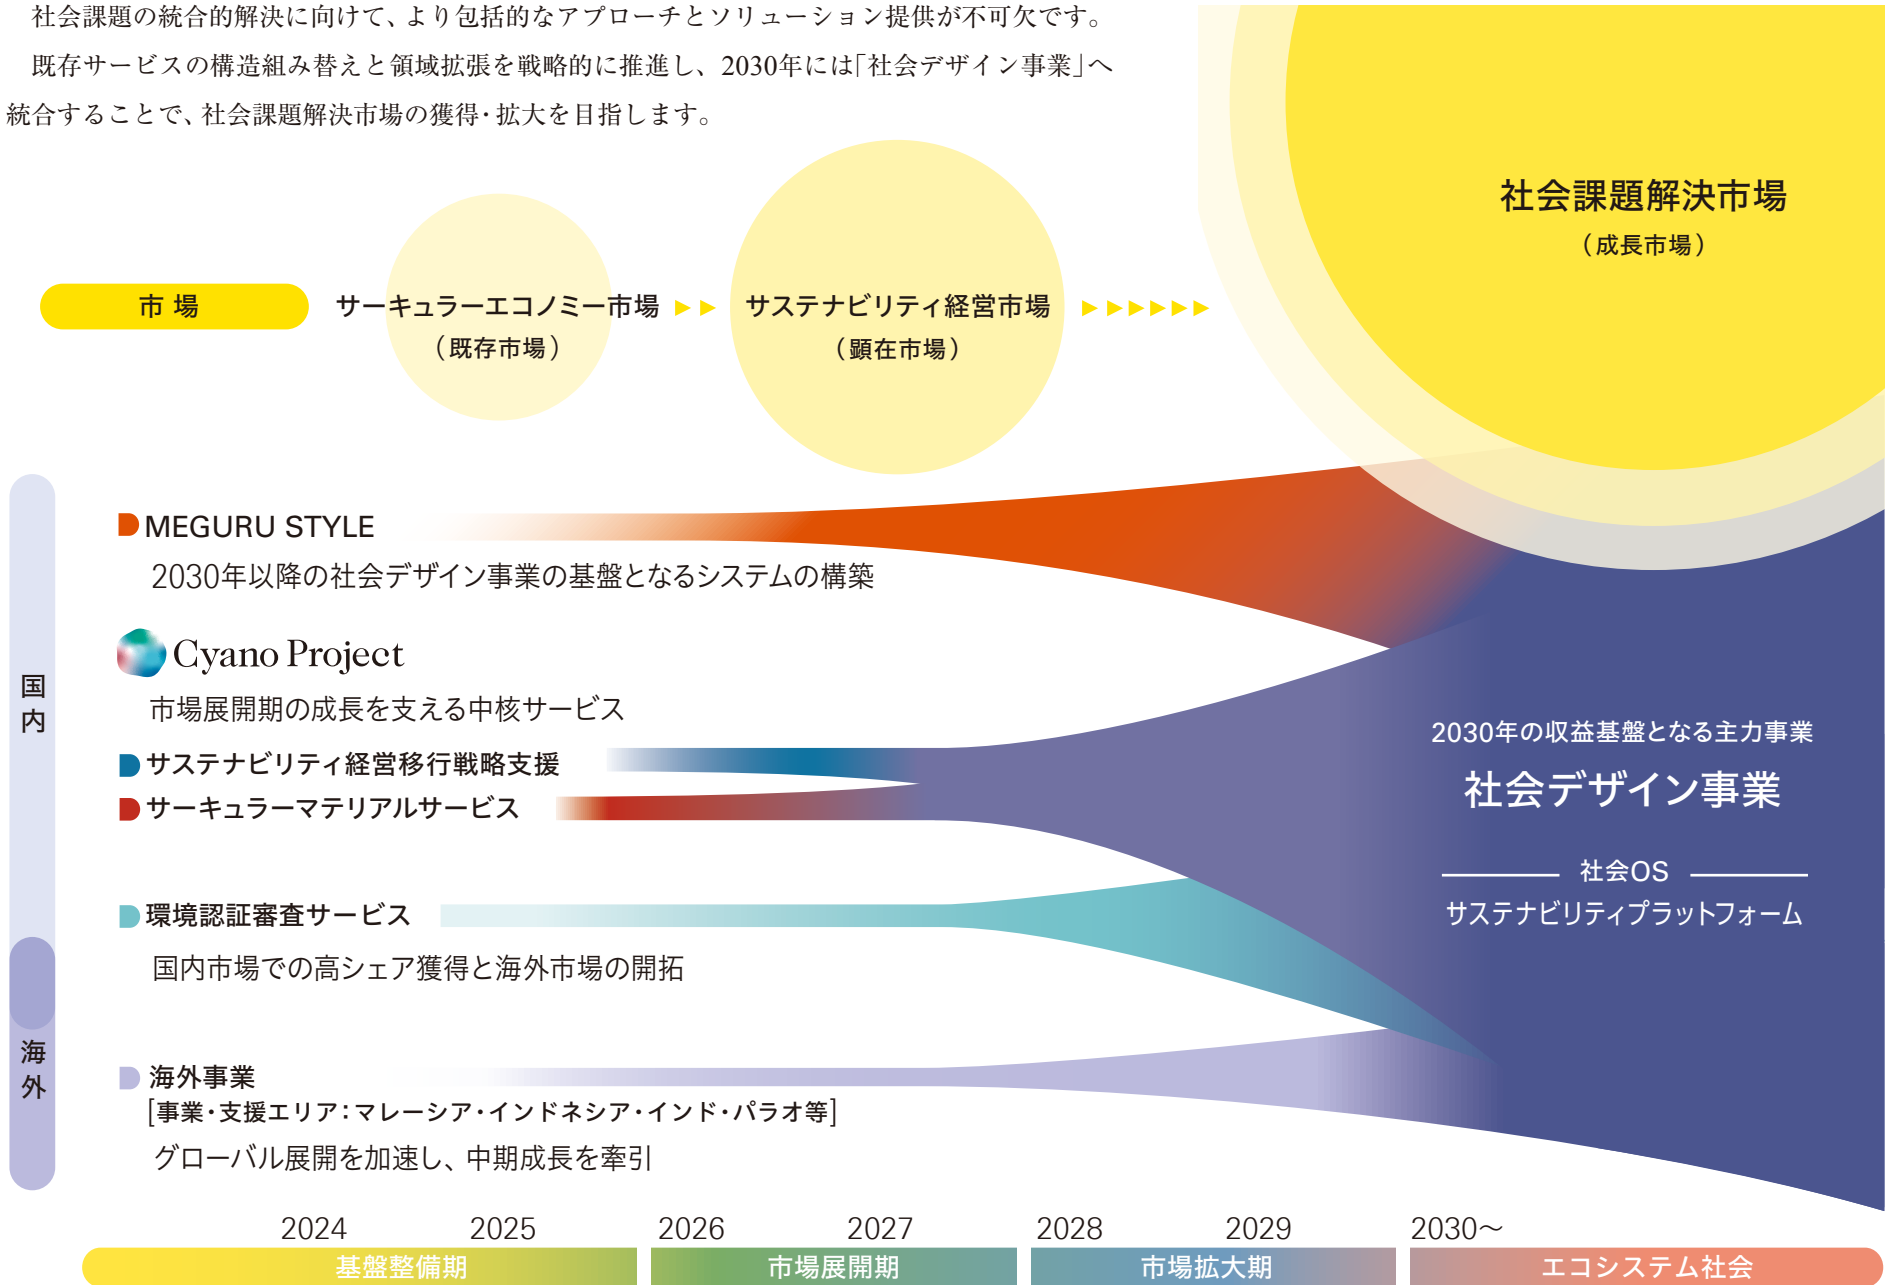 社会課題の統合的解決に向けて、より包括的なアプローチとソリューション提供が不可欠です。
既存サービスの構造組み替えと領域拡張を戦略的に推進し、2030年には「社会デザイン事業」へ
統合することで、社会課題解決市場の獲得・拡大を目指します。
社会課題解決市場
（成長市場）
市場
サーキュラーエコノミー市場
（既存市場）
サステナビリティ経営市場
（顕在市場）
国内
MEGURU STYLE
2030年以降の社会デザイン事業の基盤となるシステムの構築
Cyano Project
市場展開期の成長を支える中核サービス
サステナビリティ経営移行戦略支援
サーキュラーマテリアルサービス
環境認証審査サービス
国内市場での高シェア獲得と海外市場の開拓
海外
海外事業
[事業・支援エリア：マレーシア・インドネシア・インド・パラオ等]
グローバル展開を加速し、中期成長を牽引
2030年の収益基盤となる主力事業
社会デザイン事業
社会OS
サステナビリティプラットフォーム
2024 2025 2026 2027 2028 2029 2030〜
基盤整備期 市場展開期 市場拡大期 エコシステム社会